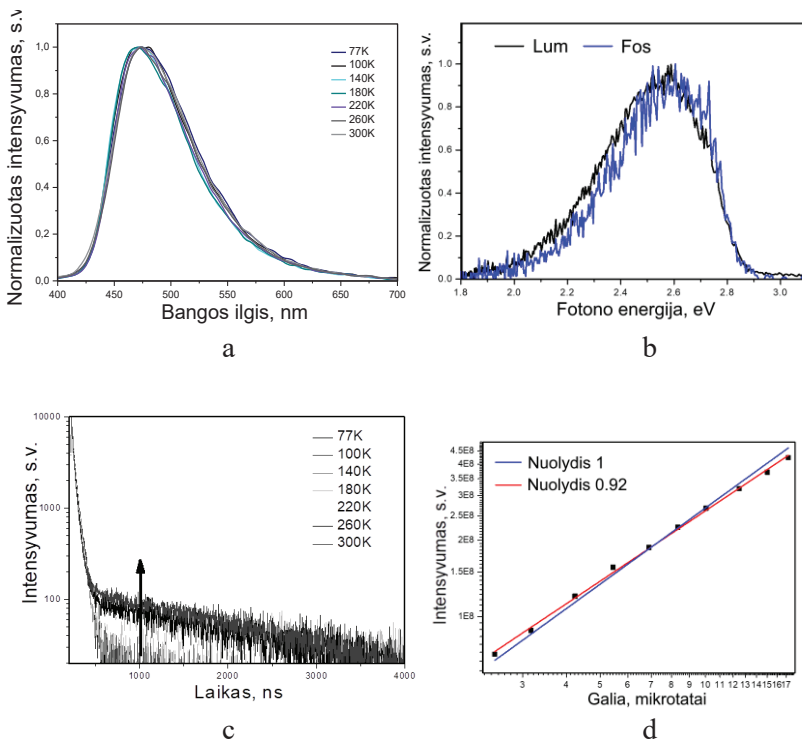 Normalizuotas intensyvumas, s.v.
1,0
0,8
0,6
0,4
0,2
0,0
77K
100K
140K
180K
220K
260K
300K
400 450 500 550 600 650 700
Bangos ilgis, nm
a
Normalizuotas intensyvumas, s.v.
1.0
0.8
0.6
0.4
0.2
0.0
Lum Fos
1.8 2.0 2.2 2.4 2.6 2.8 3.0
Fotono energija, eV
b
Intensyvumas, s.v.
10000
1000
100
77K
100K
140K
180K
220K
260K
300K
1000 2000 3000 4000
Laikas, ns
c
Intensyvumas, s.v.
4.5E8
4E8
3.5E8
3E8
2.5E8
2E8
1.5E8
1E8
Nuolydis 1
Nuolydis 0.92
3 4 5 6 7 8 9 10 11 12 13 14 15 16 17
Galia, mikrotatai
d